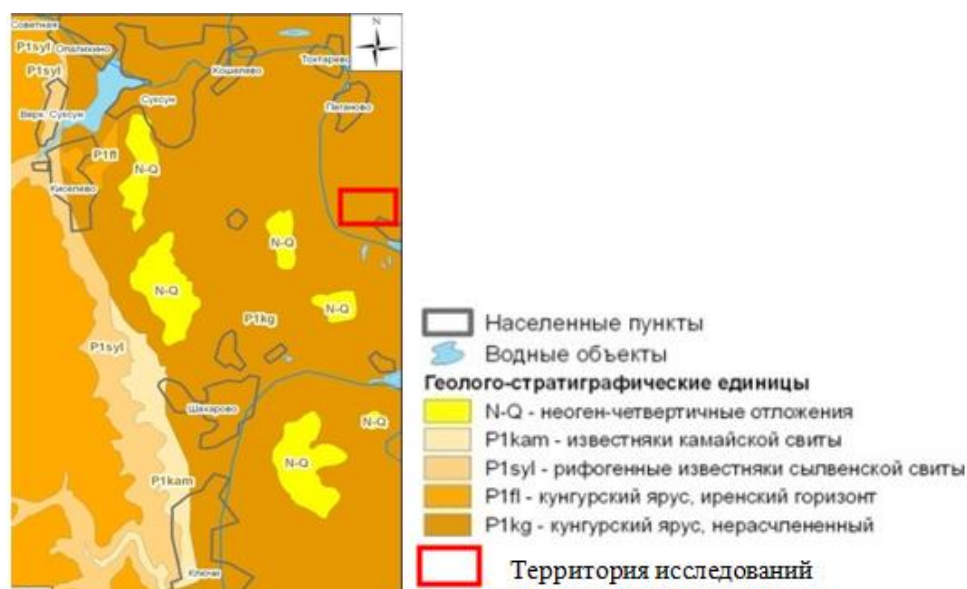 Советная
N
P1syl
Опалихино
P1syl
Кошелево
Тохтарево
Суксун
Пеганово
Верх. Суксун
P1fl
N-Q
Киселево
N-Q
N-Q
N-Q
P1kg
P1syl
Шахарово
N-Q
N-Q
P1kam
Ключи
Населенные пункты
Водные объекты
Геолого-стратиграфические единицы
N-Q - неоген-четвертичные отложения
P1kam - известняки камайской свиты
P1syl - рифогенные известняки сылвенской свиты
P1fl - кунгурский ярус, иренский горизонт
P1kg - кунгурский ярус, нерасчлененный
Территория исследований